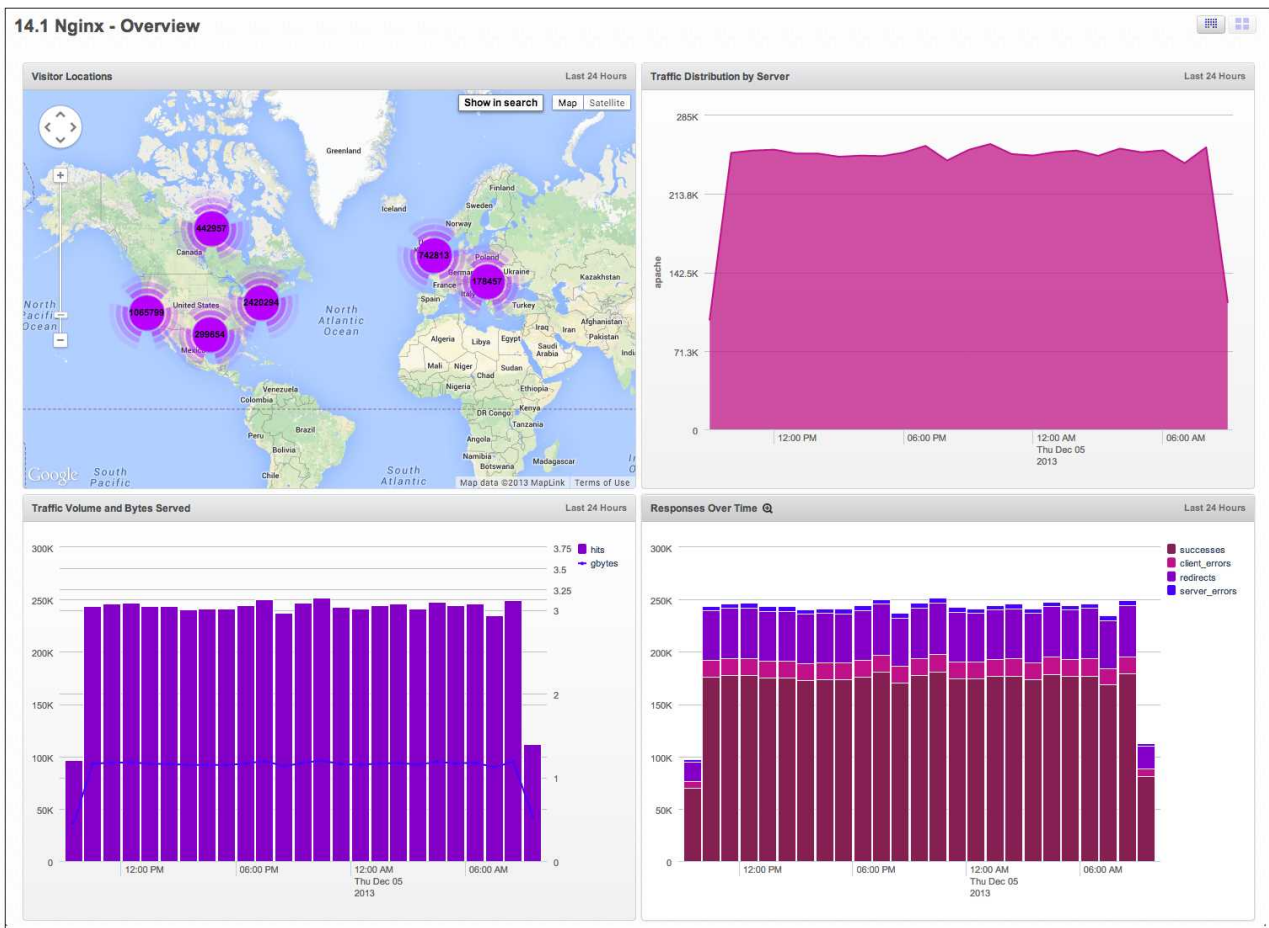 14.1 Nginx - Overview
Visitor Locations
Last 24 Hours
Show in search
Map
Satellite
Greenland
Iceland
Finland
Sweden
Norway
Canada
Poland
Ukraine
France
Spain
Turkey
Kazakhstan
United States
North
Atlantic
Ocean
Algeria
Libya
Egypt
Iraq
Iran
Afghanistan
Pakistan
Saudi
Arabia
Mali
Niger
Chad
Sudan
Nigeria
Ethiopia
Venezuela
Colombia
DR Congo
Kenya
Tanzania
Peru
Brazil
Bolivia
Angola
Namibia
Botswana
Madagascar
Chile
South
Pacific
South
Atlantic
442957
742813
178457
1065799
2420294
299654
Google
Map data ©2013 MapLink
Terms of Use
Traffic Distribution by Server
Last 24 Hours
285K
213.8K
142.5K
71.3K
0
apache
12:00 PM
06:00 PM
12:00 AM
Thu Dec 05
2013
06:00 AM
Traffic Volume and Bytes Served
Last 24 Hours
300K
250K
200K
150K
100K
50K
0
3.75
3.5
3.25
3
2
1
0
hits
gbytes
12:00 PM
06:00 PM
12:00 AM
Thu Dec 05
2013
06:00 AM
Responses Over Time
Last 24 Hours
300K
250K
200K
150K
100K
50K
0
successes
client_errors
redirects
server_errors
12:00 PM
06:00 PM
12:00 AM
Thu Dec 05
2013
06:00 AM